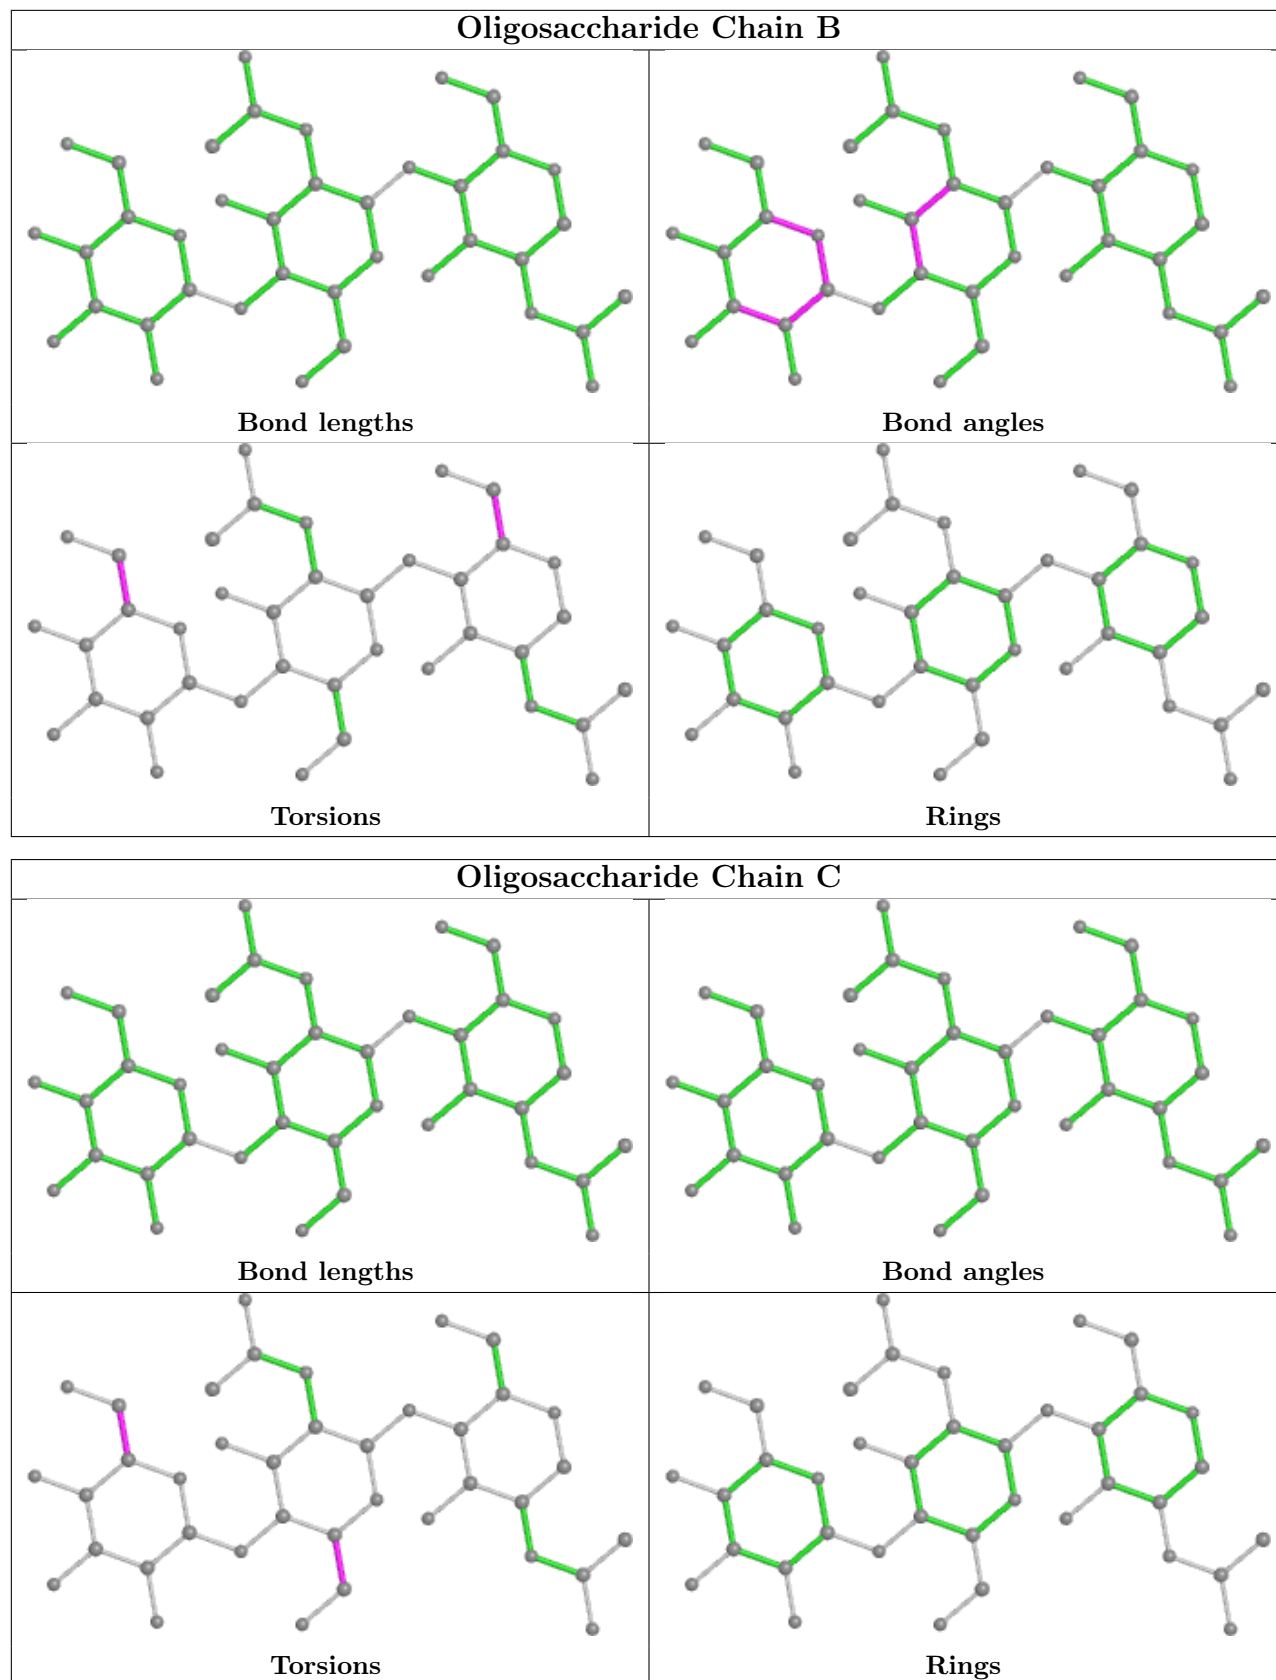 Oligosaccharide Chain B
Bond lengths
Bond angles
Torsions
Rings
Oligosaccharide Chain C
Bond lengths
Bond angles
Torsions
Rings